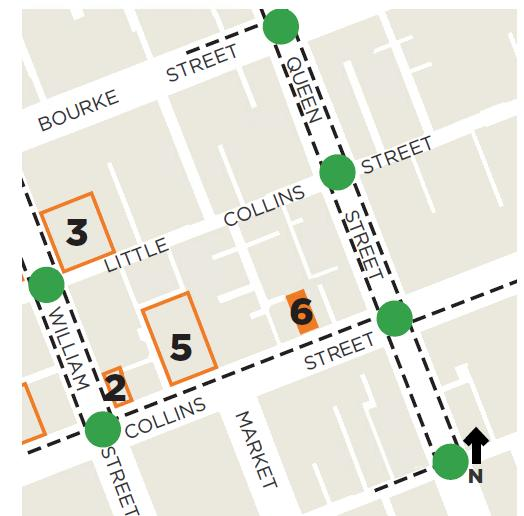 BOURKE STREET
QUEEN STREET
LITTLE COLLINS STREET
3
WILLIAM STREET
2
5
6
COLLINS STREET
MARKET
N